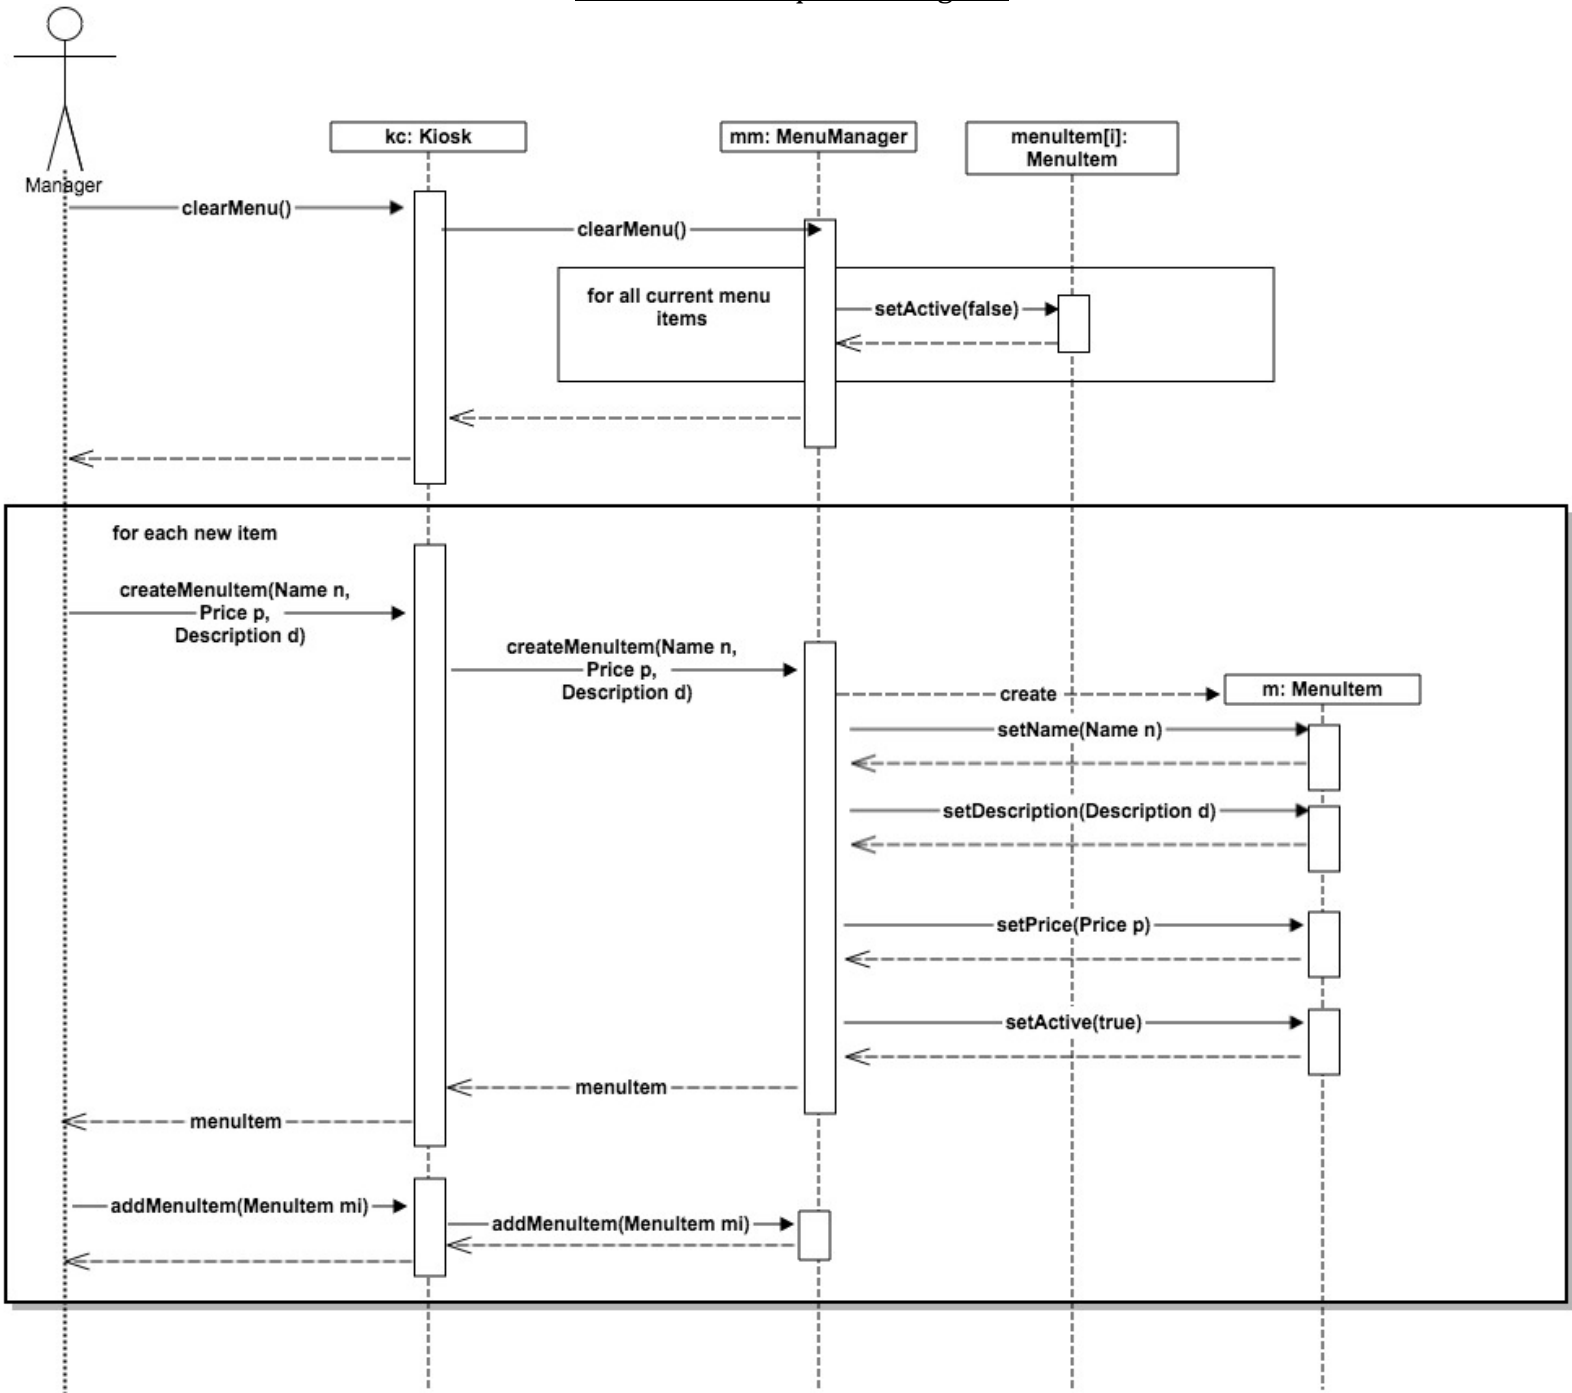 Manager
kc: Kiosk
mm: MenuManager
menuItem[i]:
MenuItem
clearMenu()
clearMenu()
for all current menu
items
setActive(false)
for each new item
createMenuItem(Name n,
Price p,
Description d)
createMenuItem(Name n,
Price p,
Description d)
create
m: MenuItem
setName(Name n)
setDescription(Description d)
setPrice(Price p)
setActive(true)
menuItem
menuItem
addMenuItem(MenuItem mi)
addMenuItem(MenuItem mi)